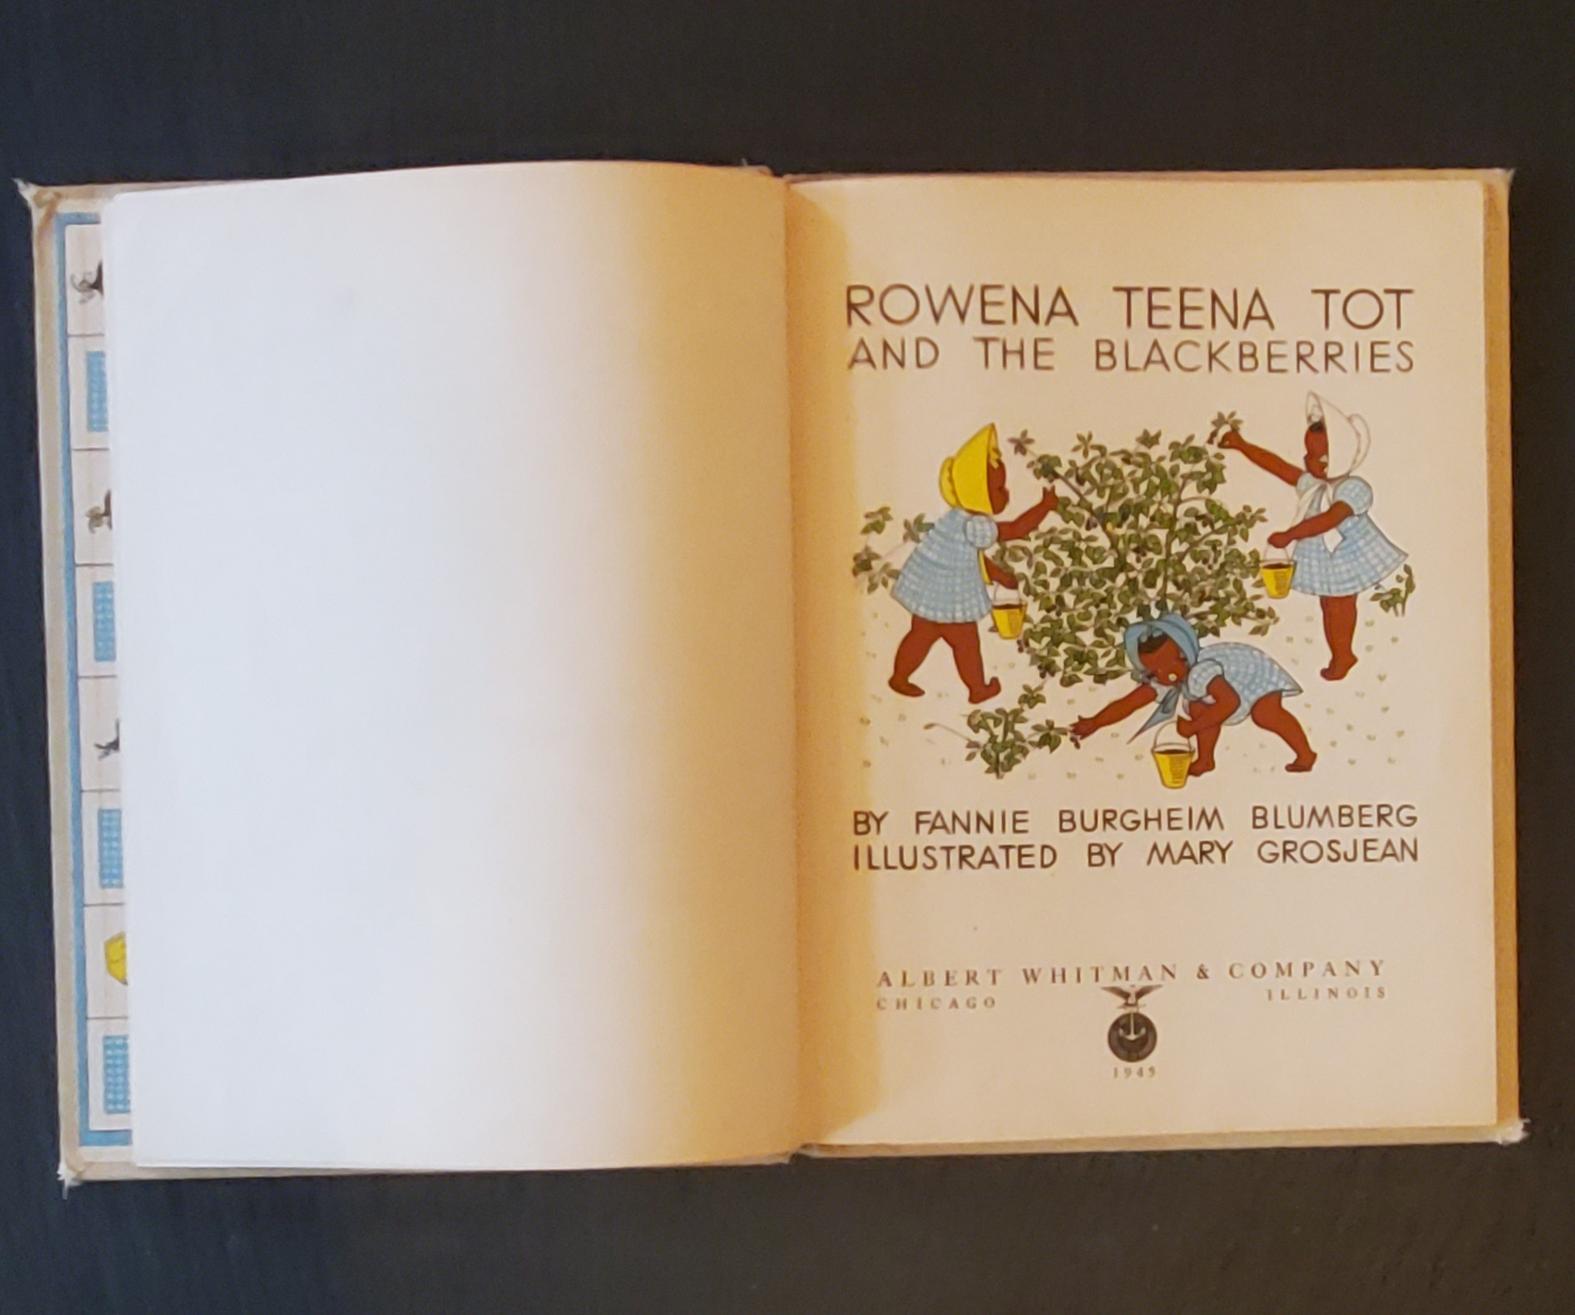 ROWENA TEENA TOT
AND THE BLACKBERRIES
BY FANNIE BURGHEIM BLUMBERG
ILLUSTRATED BY MARY GROSJEAN
ALBERT WHITMAN & COMPANY
CHICAGO ILLINOIS
1945